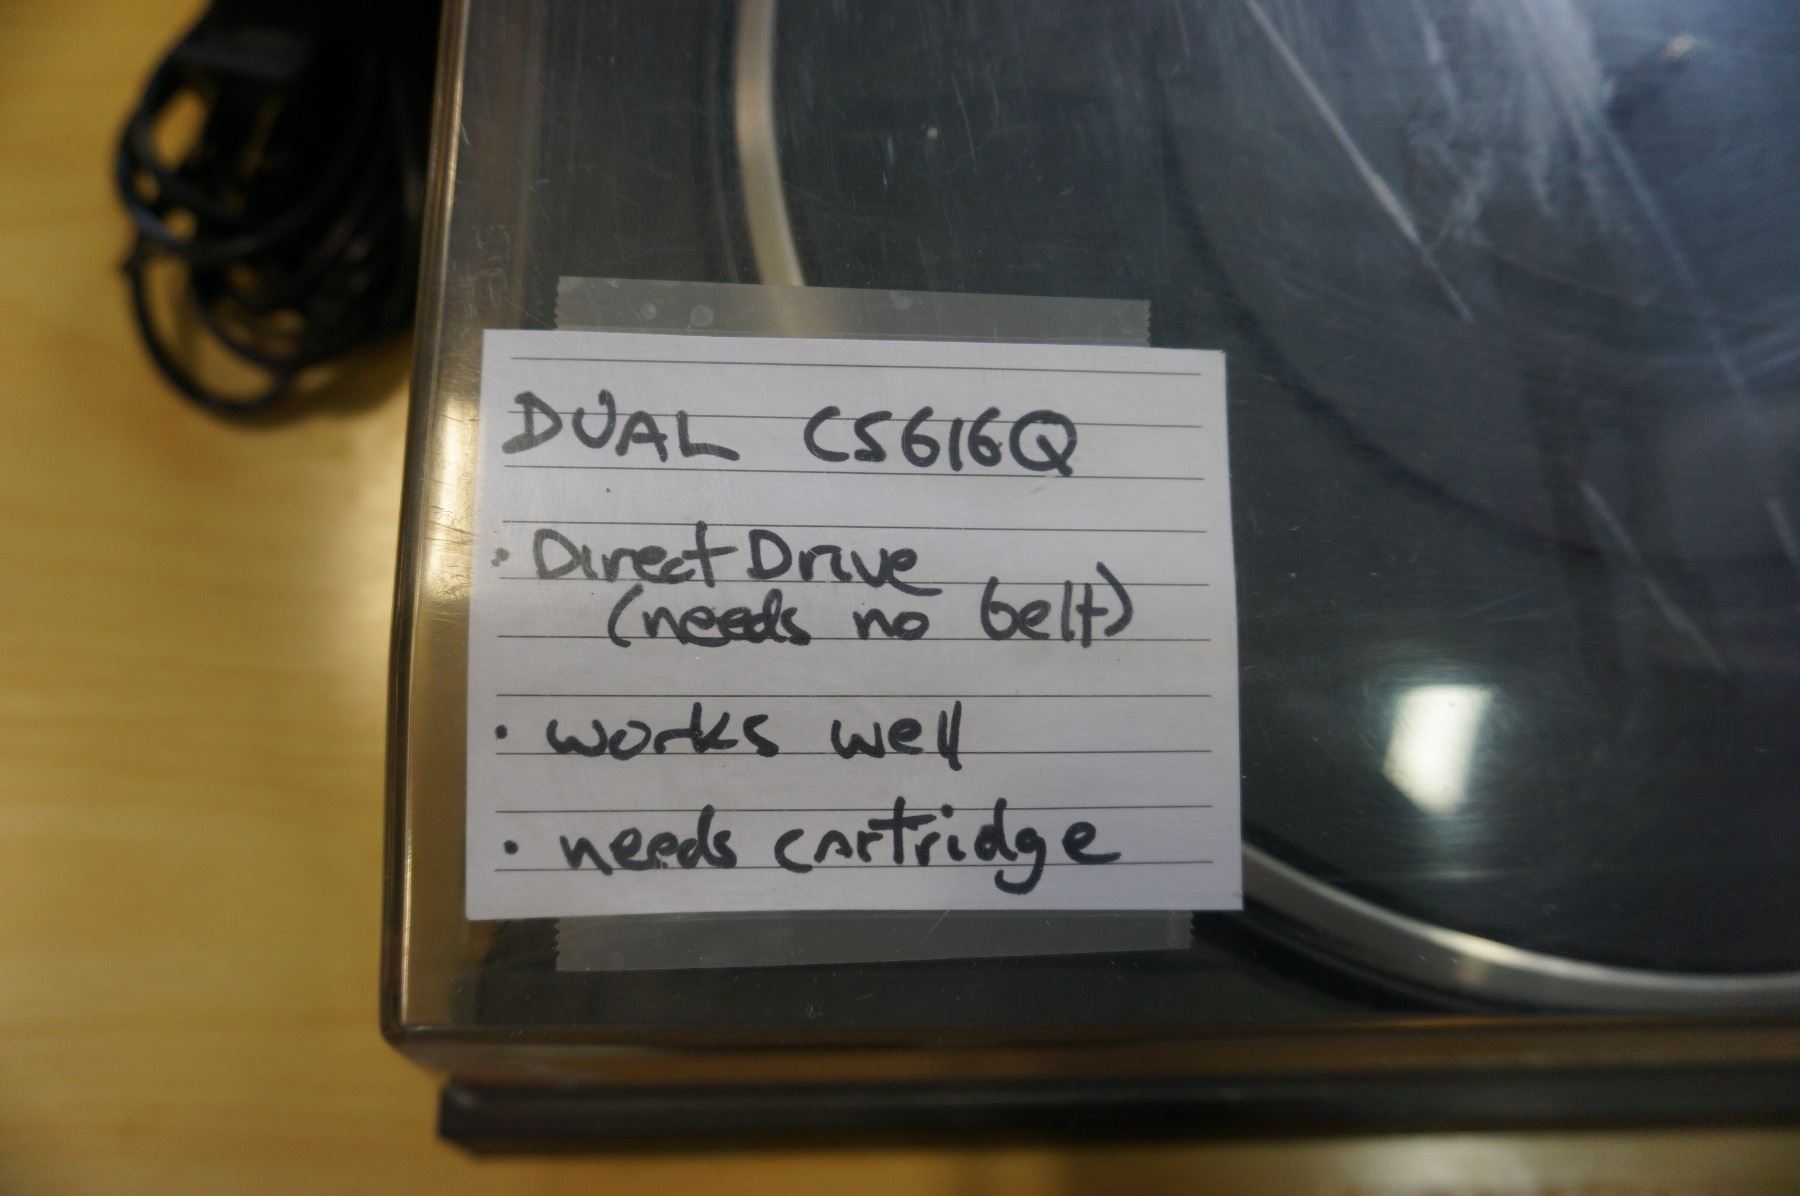 DUAL CS616Q
· Direct Drive
(needs no belt)
· works well
· needs cartridge